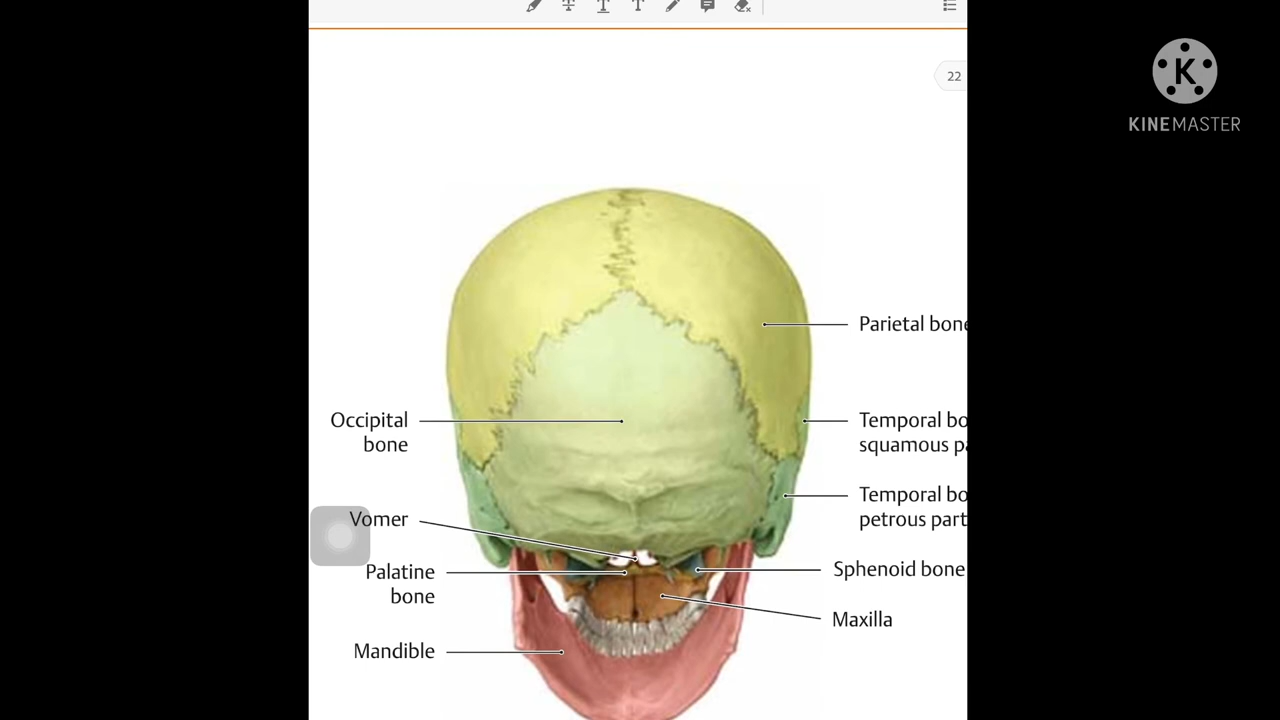 22
K
KINEMASTER
Parietal bone
Occipital
bone
Temporal bo
squamous pa
Temporal bo
petrous part
Vomer
Palatine
bone
Sphenoid bone
Maxilla
Mandible